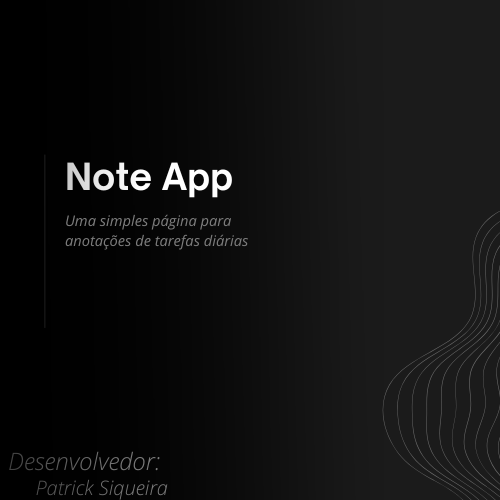 Note App
Uma simples página para
anotações de tarefas diárias
Desenvolvedor:
Patrick Siqueira